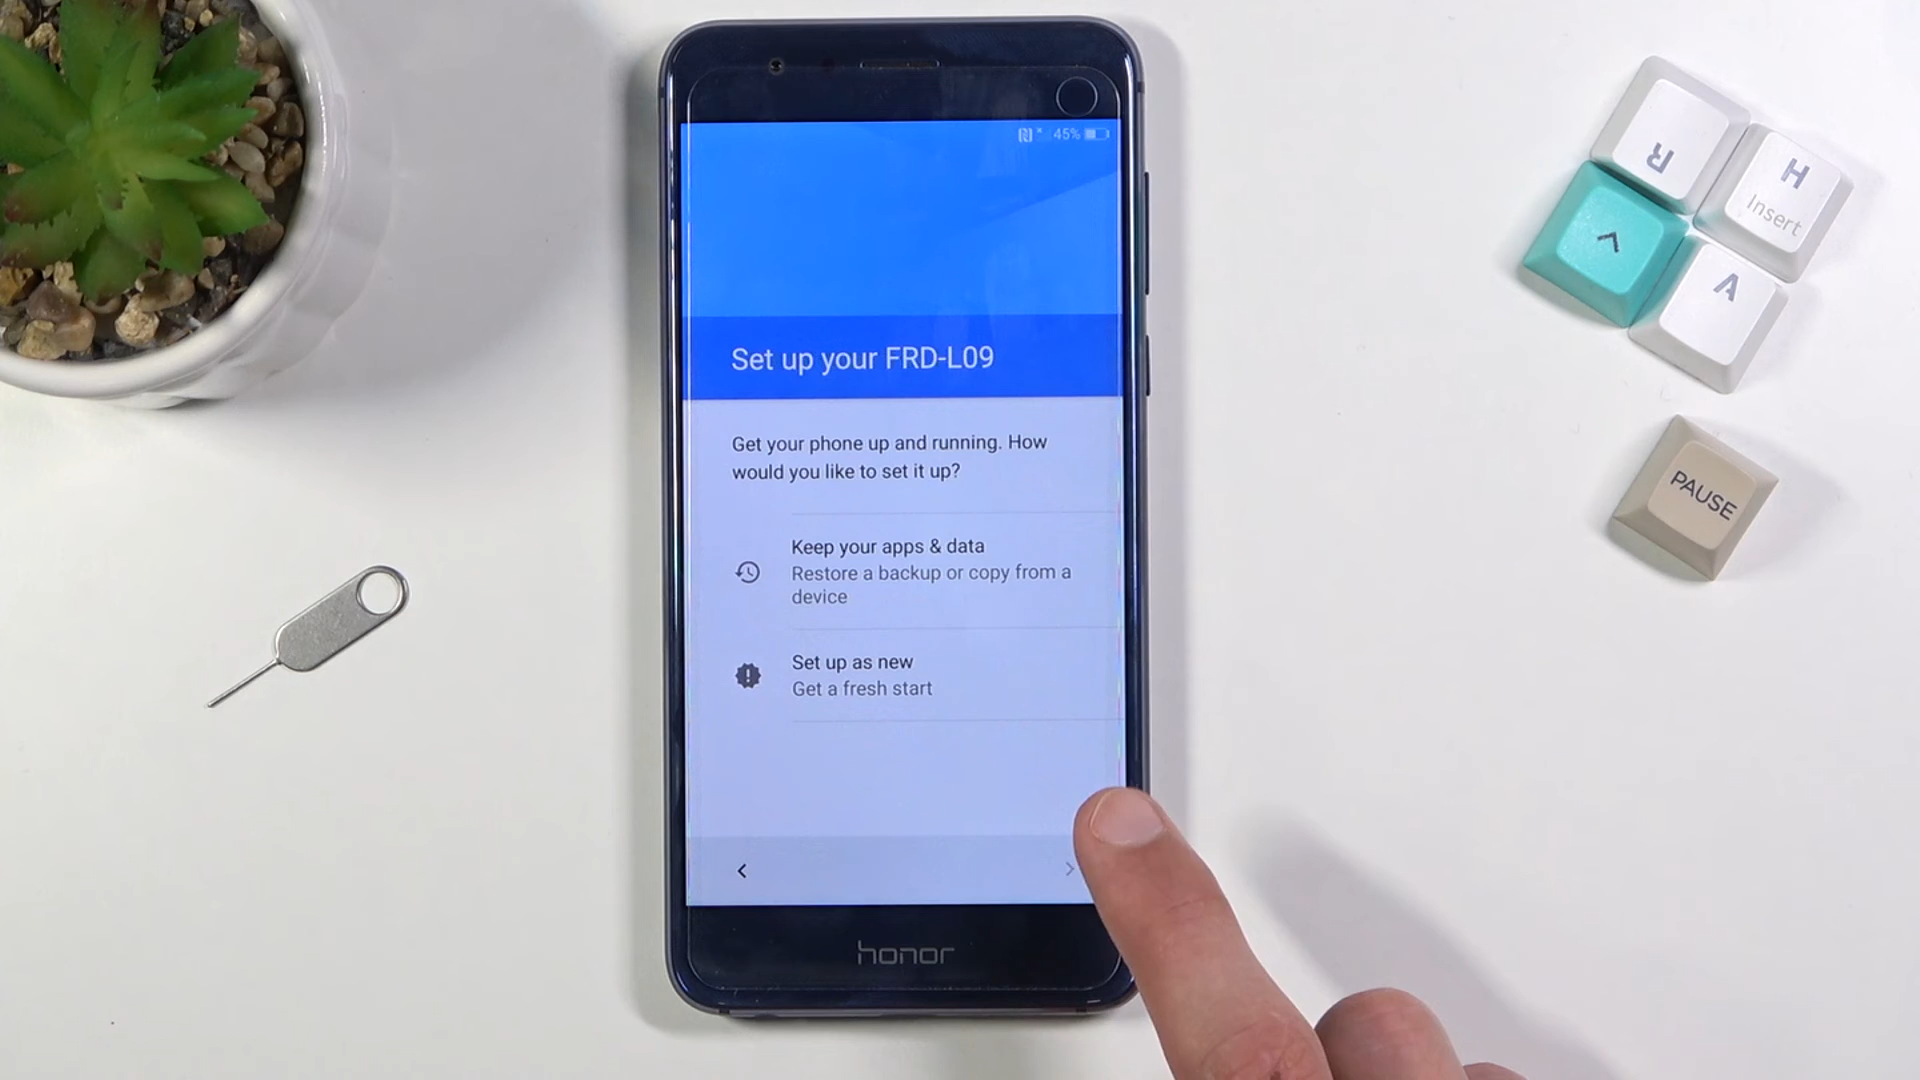 45%
Set up your FRD-L09
Get your phone up and running. How
would you like to set it up?
Keep your apps & data
Restore a backup or copy from a
device
Set up as new
Get a fresh start
honor
R
H
Insert
A
PAUSE